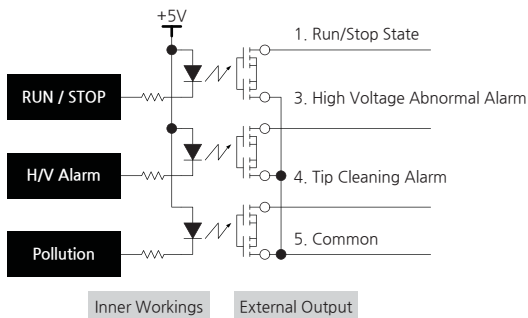 +5V
1. Run/Stop State
RUN / STOP
3. High Voltage Abnormal Alarm
H/V Alarm
4. Tip Cleaning Alarm
Pollution
5. Common
Inner Workings
External Output